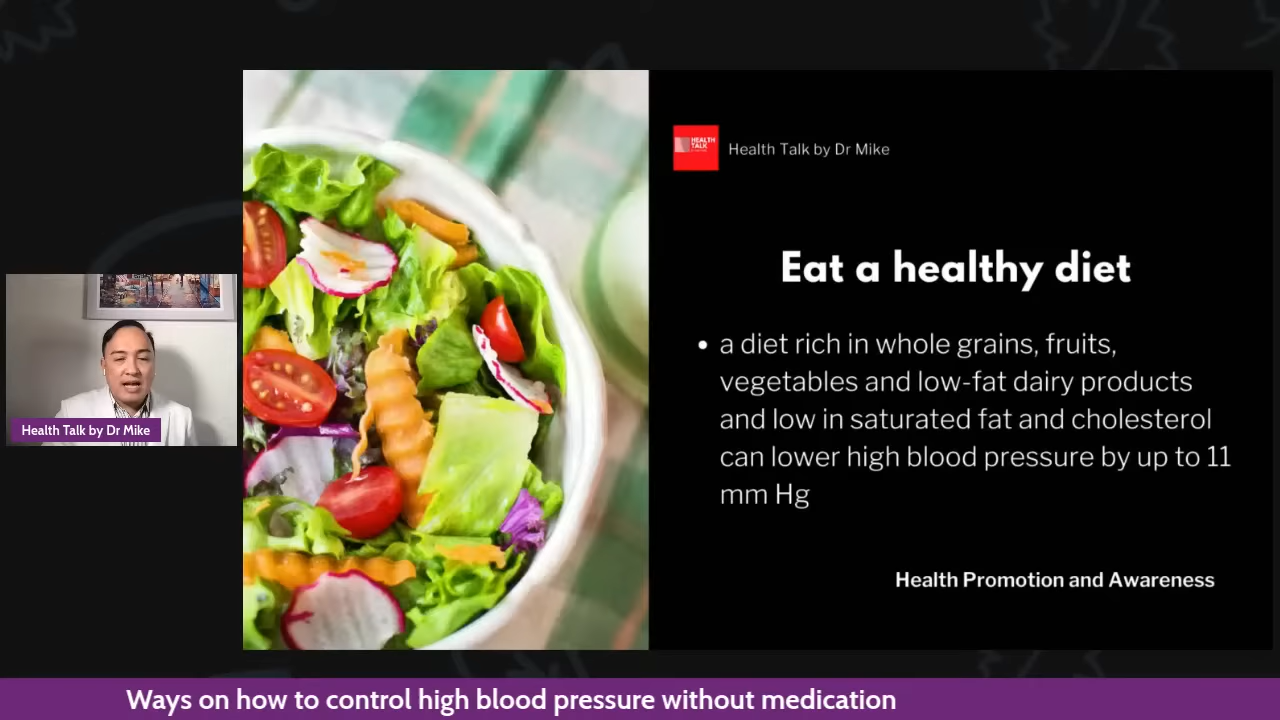 HEALTH
TALK
Health Talk by Dr Mike
Eat a healthy diet
• a diet rich in whole grains, fruits,
vegetables and low-fat dairy products
and low in saturated fat and cholesterol
can lower high blood pressure by up to 11
mm Hg
Health Promotion and Awareness
Health Talk by Dr Mike
Ways on how to control high blood pressure without medication